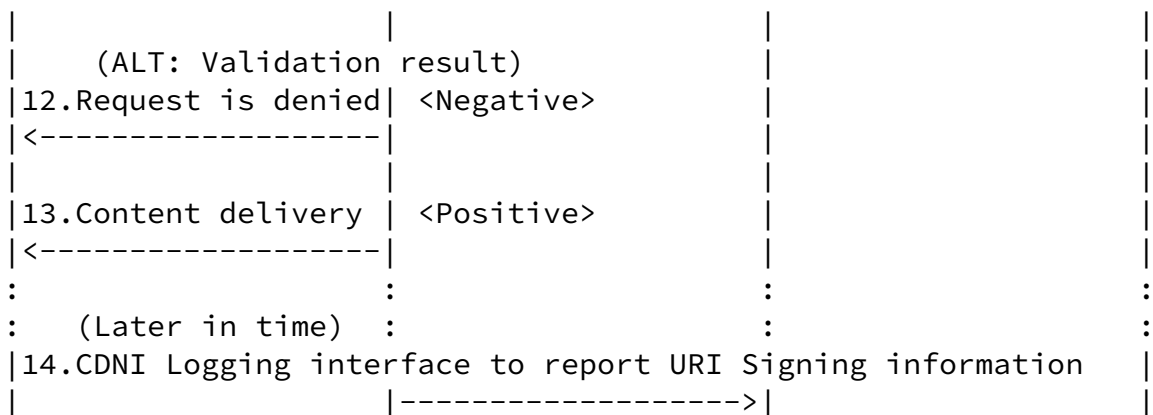 (ALT: Validation result)
12.Request is denied| <Negative>
|<-------------------|
13.Content delivery | <Positive>
|<-------------------|
: : : :
: (Later in time) : : :
|14.CDNI Logging interface to report URI Signing information |
| |------------------->| |